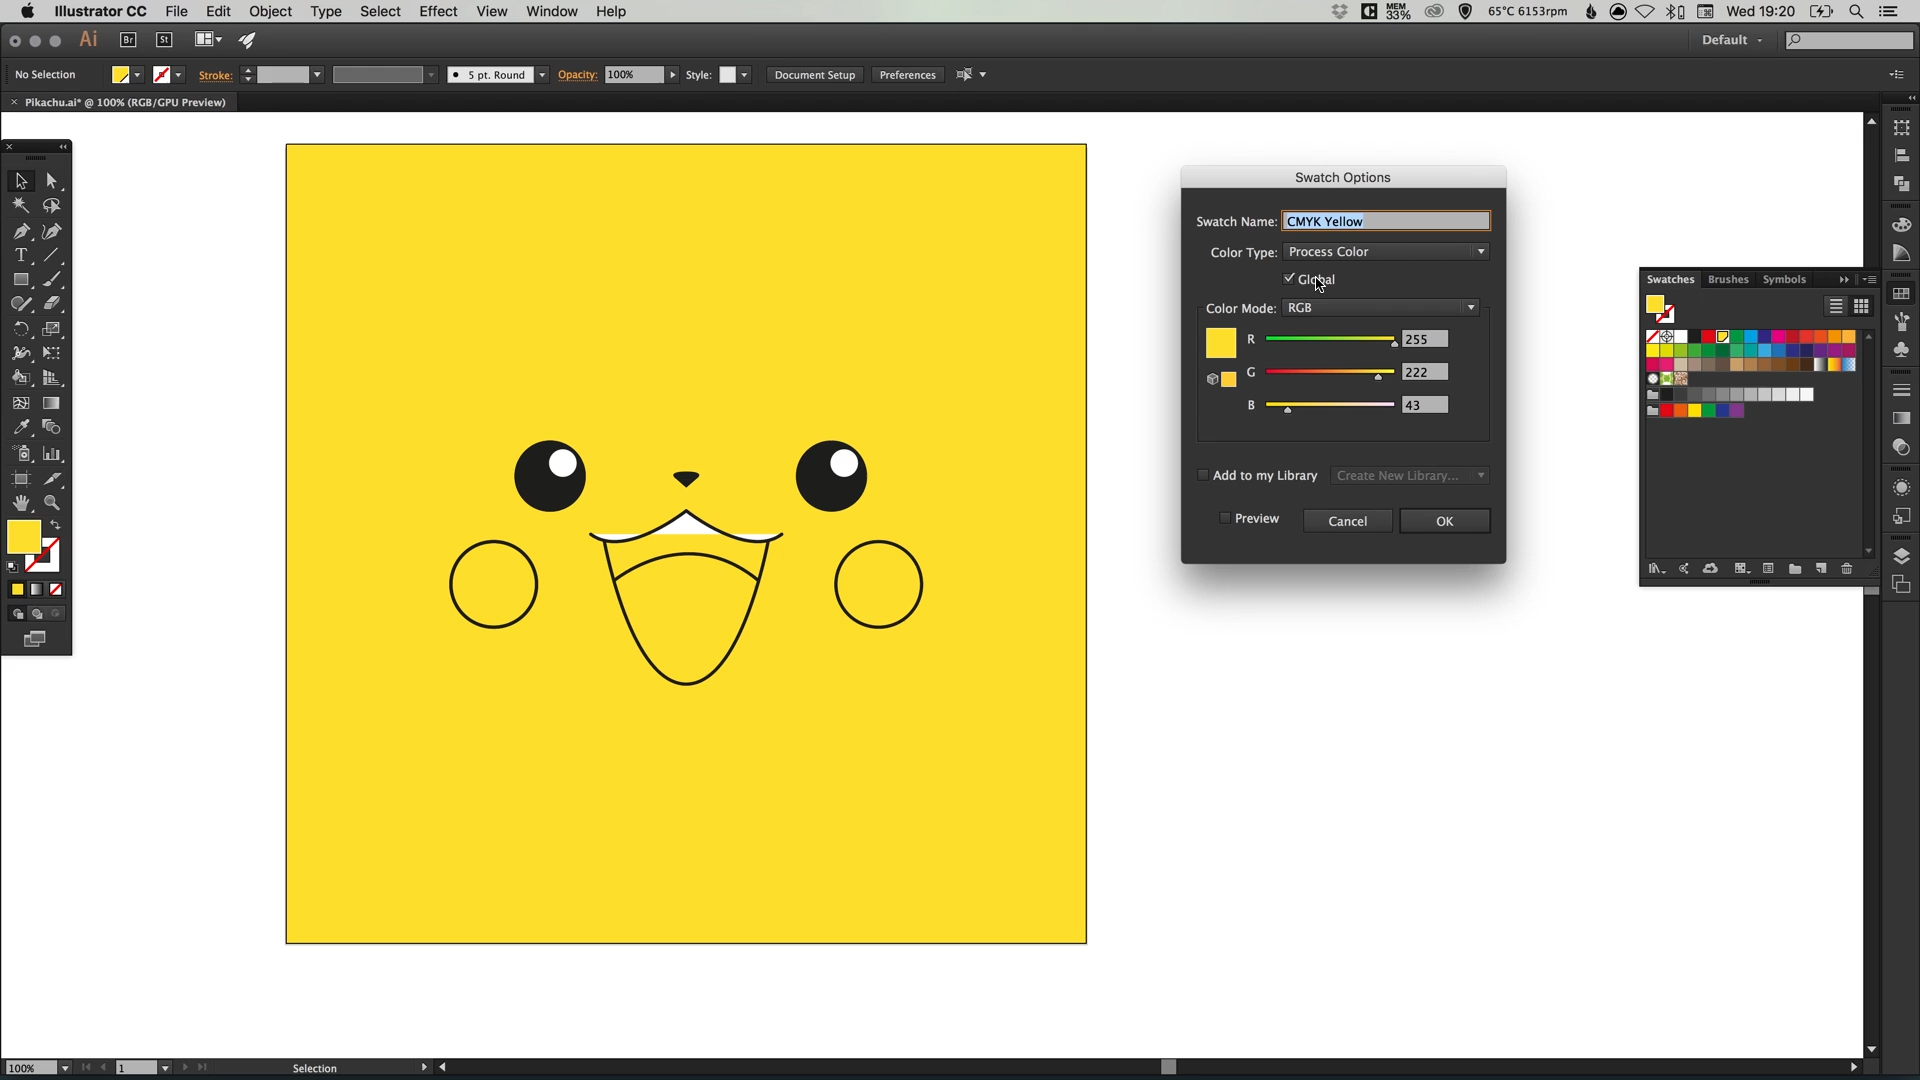 Illustrator CC File Edit Object Type Select Effect View Window Help MEM 33% 65°C 6153rpm Wed 19:20
Ai Br St Default
No Selection Stroke: 5 pt. Round Opacity: 100% Style: Document Setup Preferences
× Pikachu.ai* @ 100% (RGB/GPU Preview)
Swatch Options
Swatch Name: CMYK Yellow
Color Type: Process Color
Global
Color Mode: RGB
R 255
G 222
B 43
Add to my Library Create New Library...
Preview Cancel OK
Swatches Brushes Symbols
T
100% 1 Selection